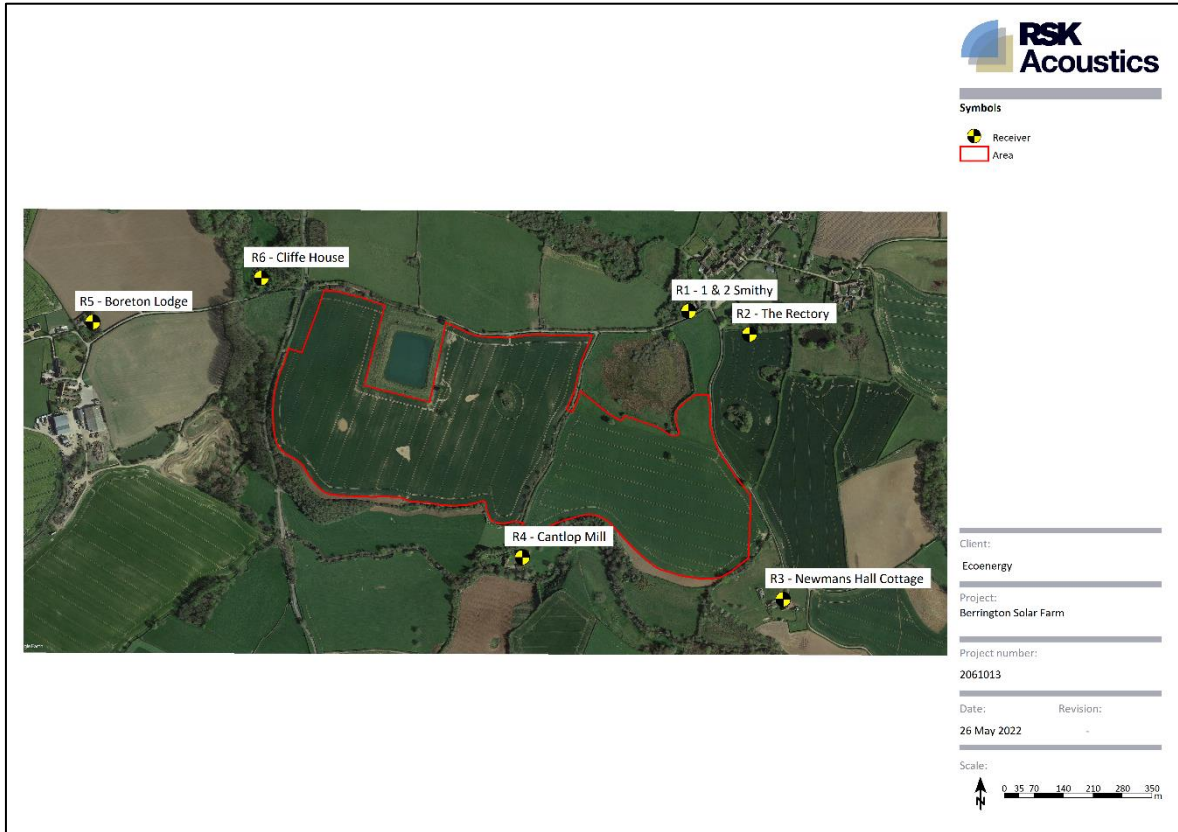 RSK
Acoustics
Symbols
Receiver
Area
R6 - Cliffe House
R5 - Boreton Lodge
R1 - 1 & 2 Smithy
R2 - The Rectory
R4 - Cantlop Mill
R3 - Newmans Hall Cottage
Client:
Ecoenergy
Project:
Berrington Solar Farm
Project number:
2061013
Date: Revision:
26 May 2022 -
Scale:
N
0 35 70 140 210 280 350
m